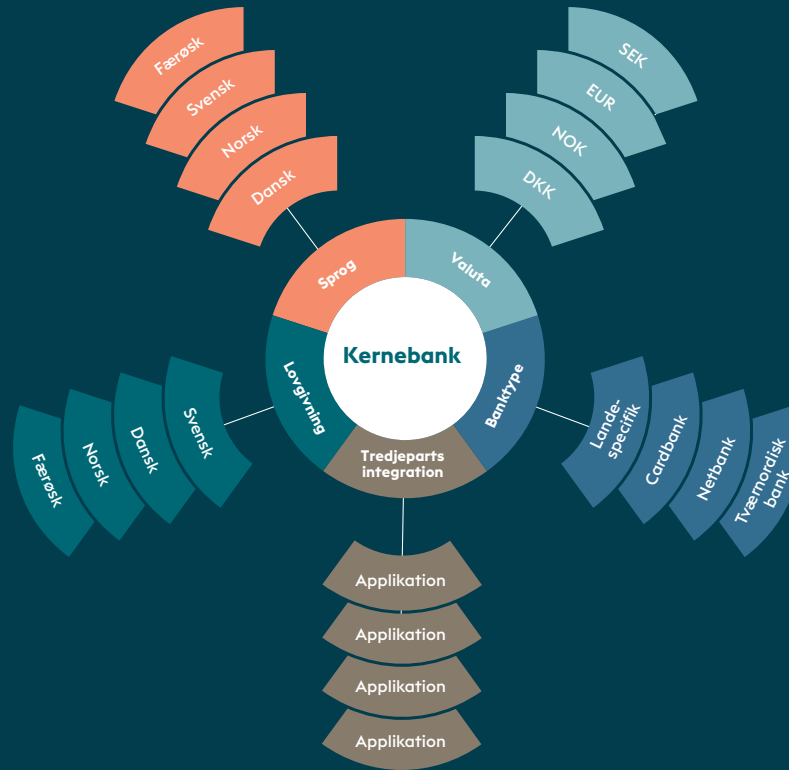 Færøsk
Svensk
Norsk
Dansk
SEK
EUR
NOK
DKK
Sprog
Valuta
Kernebank
Lovgivning
Banktype
Tredjeparts
integration
Svensk
Dansk
Norsk
Færøsk
Lande-
specifik
Cardbank
Netbank
Tværnordisk
bank
Applikation
Applikation
Applikation
Applikation